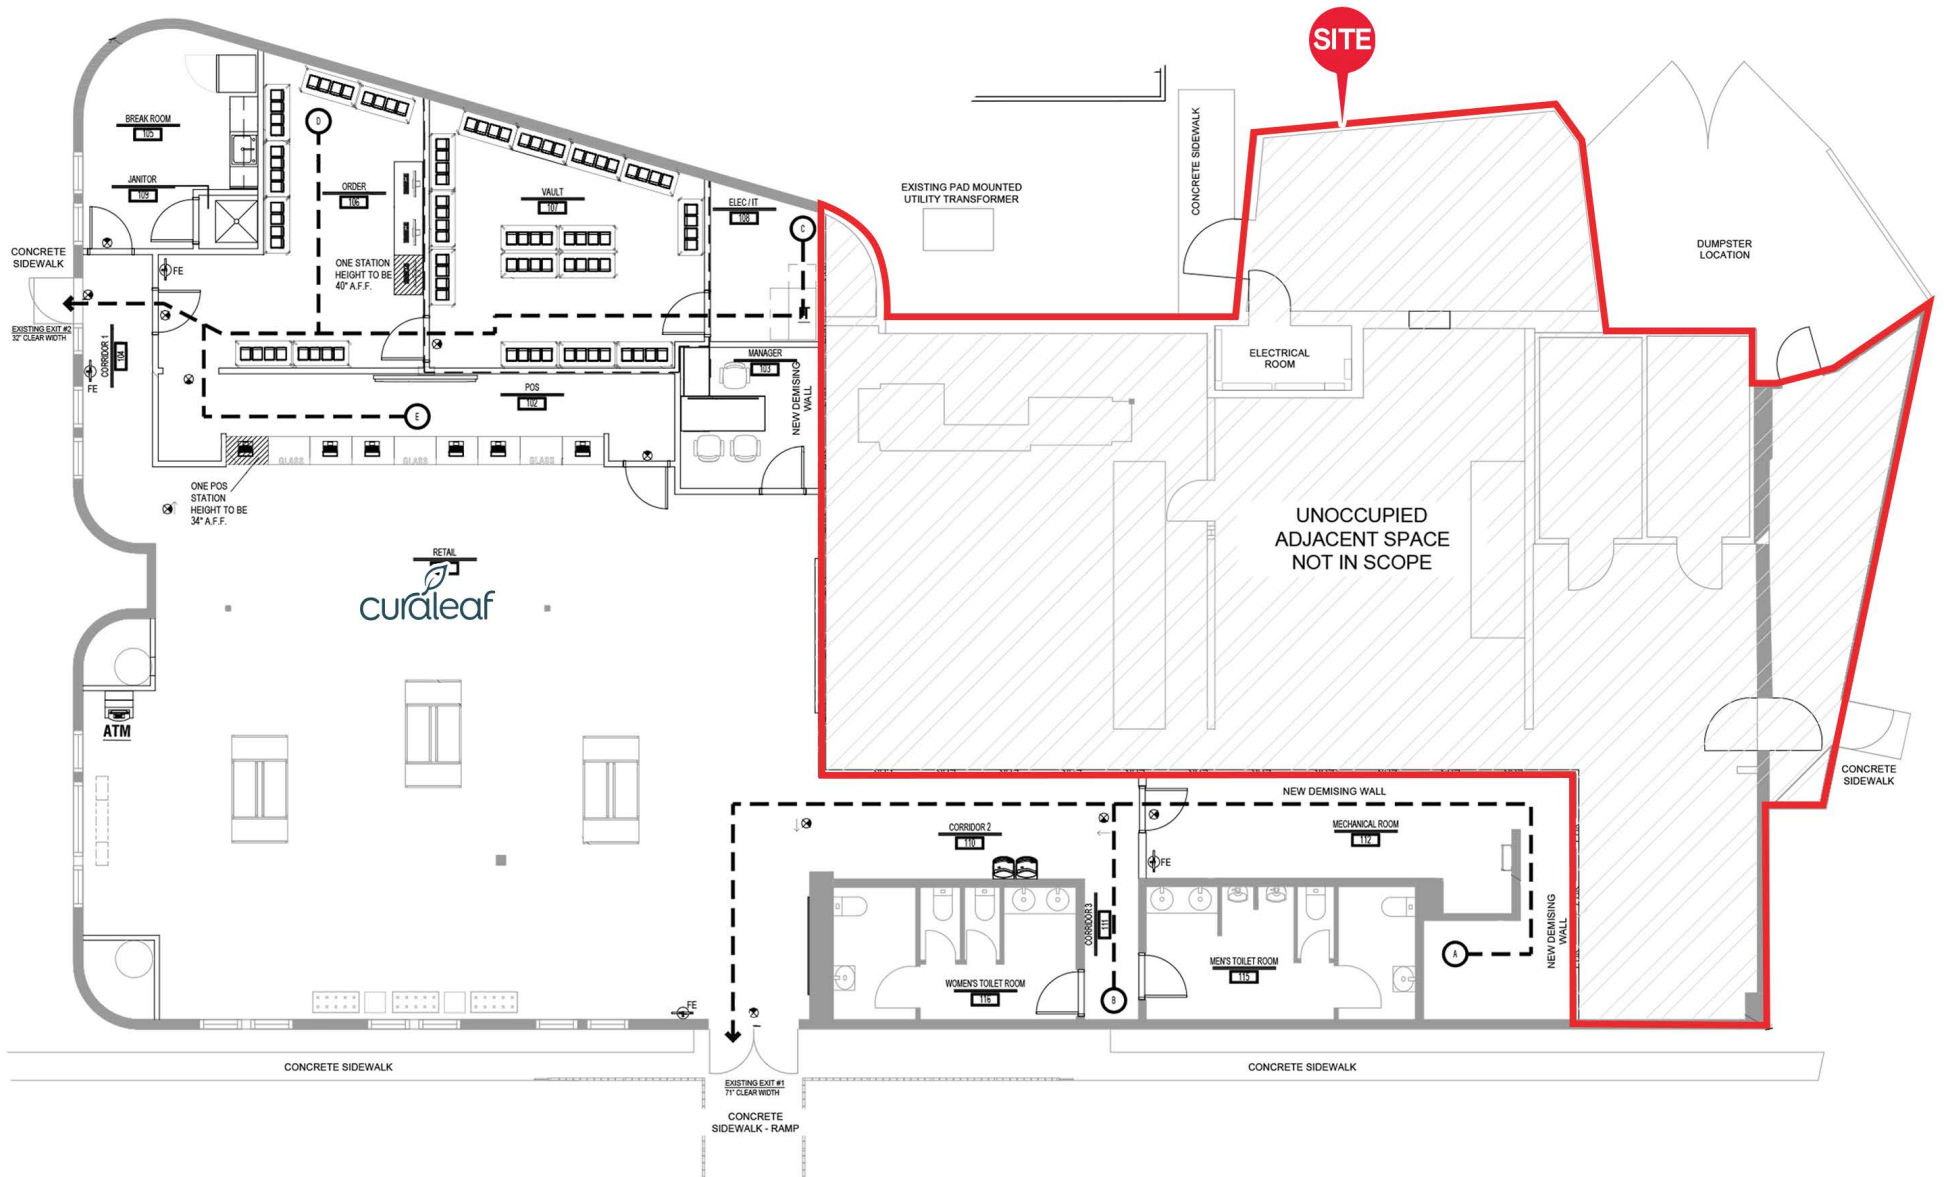 SITE
BREAK ROOM
105
JANITOR
109
CONCRETE
SIDEWALK
FE
EXISTING EXIT #2
32" CLEAR WIDTH
CORRIDOR 1
104
FE
D
ORDER
106
ONE STATION
HEIGHT TO BE
40" A.F.F.
VAULT
107
ELEC / IT
108
C
IT
MANAGER
103
NEW DEMISING
WALL
POS
102
E
GLASS
GLASS
GLASS
ONE POS
STATION
HEIGHT TO BE
34" A.F.F.
RETAIL
curaleaf
ATM
EXISTING PAD MOUNTED
UTILITY TRANSFORMER
CONCRETE SIDEWALK
DUMPSTER
LOCATION
ELECTRICAL
ROOM
UNOCCUPIED
ADJACENT SPACE
NOT IN SCOPE
CONCRETE
SIDEWALK
NEW DEMISING WALL
CORRIDOR 2
110
MECHANICAL ROOM
112
FE
CORRIDOR 3
111
NEW DEMISING
WALL
A
MEN'S TOILET ROOM
115
WOMEN'S TOILET ROOM
116
B
FE
CONCRETE SIDEWALK
CONCRETE SIDEWALK
EXISTING EXIT #1
71" CLEAR WIDTH
CONCRETE
SIDEWALK - RAMP